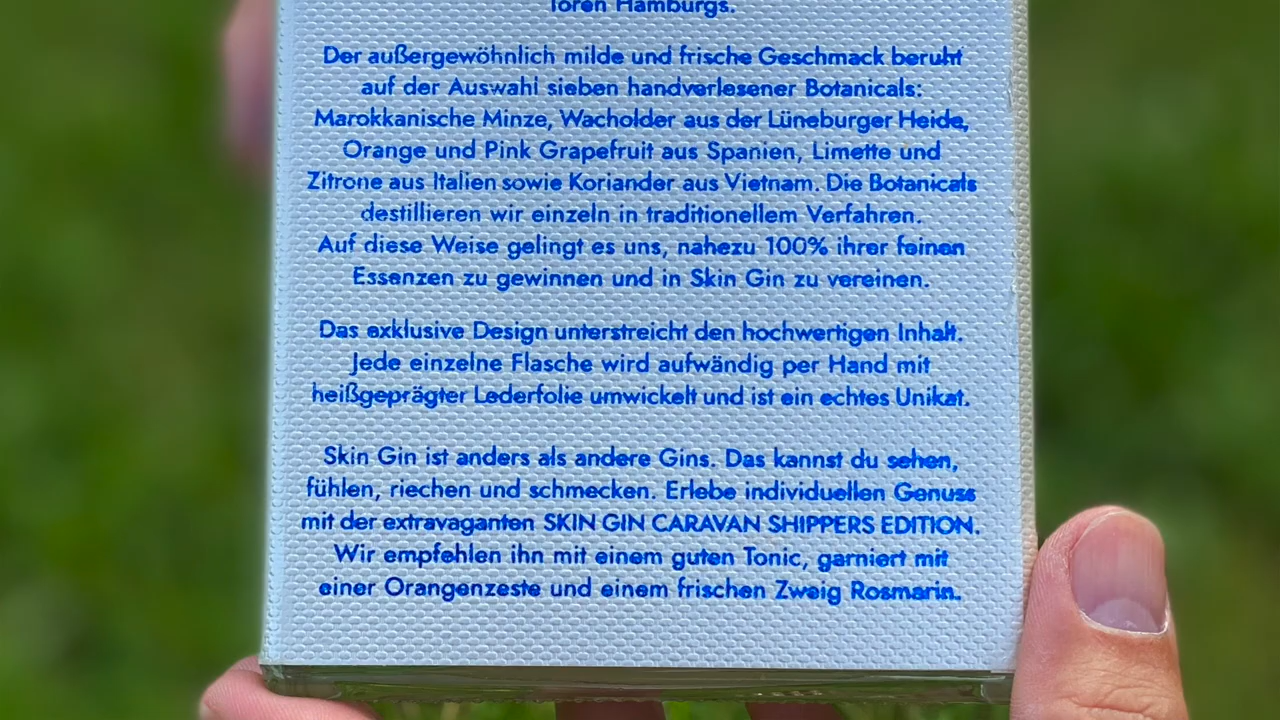 Toren Hamburgs.
Der außergewöhnlich milde und frische Geschmack beruht
auf der Auswahl sieben handverlesener Botanicals:
Marokkanische Minze, Wacholder aus der Lüneburger Heide,
Orange und Pink Grapefruit aus Spanien, Limette und
Zitrone aus Italien sowie Koriander aus Vietnam. Die Botanicals
destillieren wir einzeln in traditionellem Verfahren.
Auf diese Weise gelingt es uns, nahezu 100% ihrer feinen
Essenzen zu gewinnen und in Skin Gin zu vereinen.
Das exklusive Design unterstreicht den hochwertigen Inhalt.
Jede einzelne Flasche wird aufwändig per Hand mit
heißgeprägter Lederfolie umwickelt und ist ein echtes Unikat.
Skin Gin ist anders als andere Gins. Das kannst du sehen,
fühlen, riechen und schmecken. Erlebe individuellen Genuss
mit der extravaganten SKIN GIN CARAVAN SHIPPERS EDITION.
Wir empfehlen ihn mit einem guten Tonic, garniert mit
einer Orangenzeste und einem frischen Zweig Rosmarin.